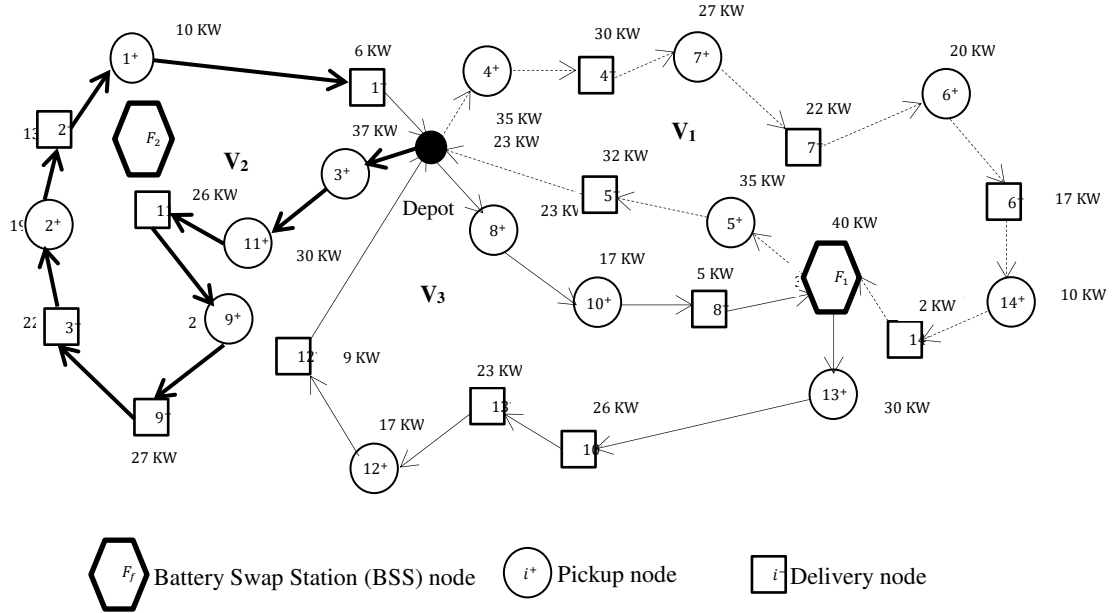 27 KW
10 KW
30 KW
6 KW
20 KW
1⁺
4⁺
4⁻
7⁺
1
6⁺
35 KW
22 KW
37 KW
23 KW
V₁
2
F₂
7⁻
V₂
32 KW
3⁺
35 KW
26 KW
5
6⁻
17 KW
11⁺
Depot
23
8⁺
5⁺
40 KW
2⁺
30 KW
17 KW
5 KW
F₁
V₃
10⁺
8
2 KW
14⁺
10 KW
9⁺
3
12
9 KW
23 KW
13⁺
30 KW
13
26 KW
9⁻
17 KW
27 KW
12⁺
F_f Battery Swap Station (BSS) node
i⁺ Pickup node
i⁻ Delivery node